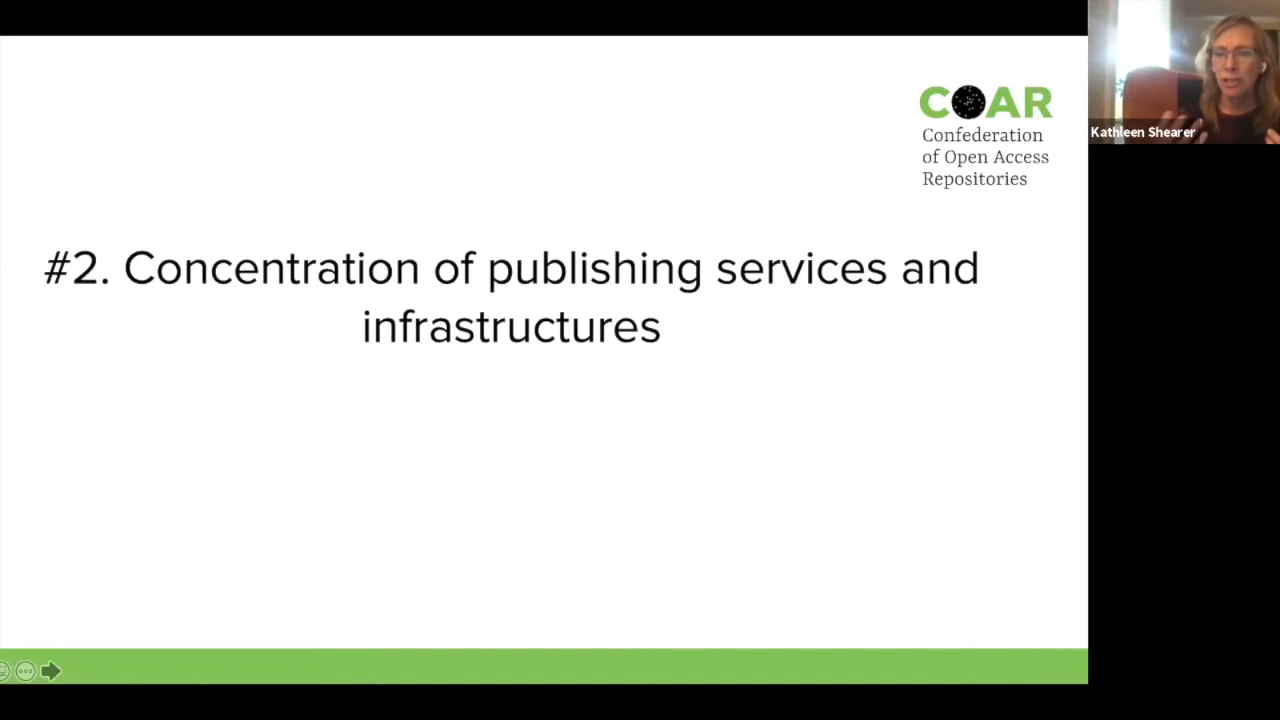 COAR
Confederation
of Open Access
Repositories
Kathleen Shearer
#2. Concentration of publishing services and
infrastructures